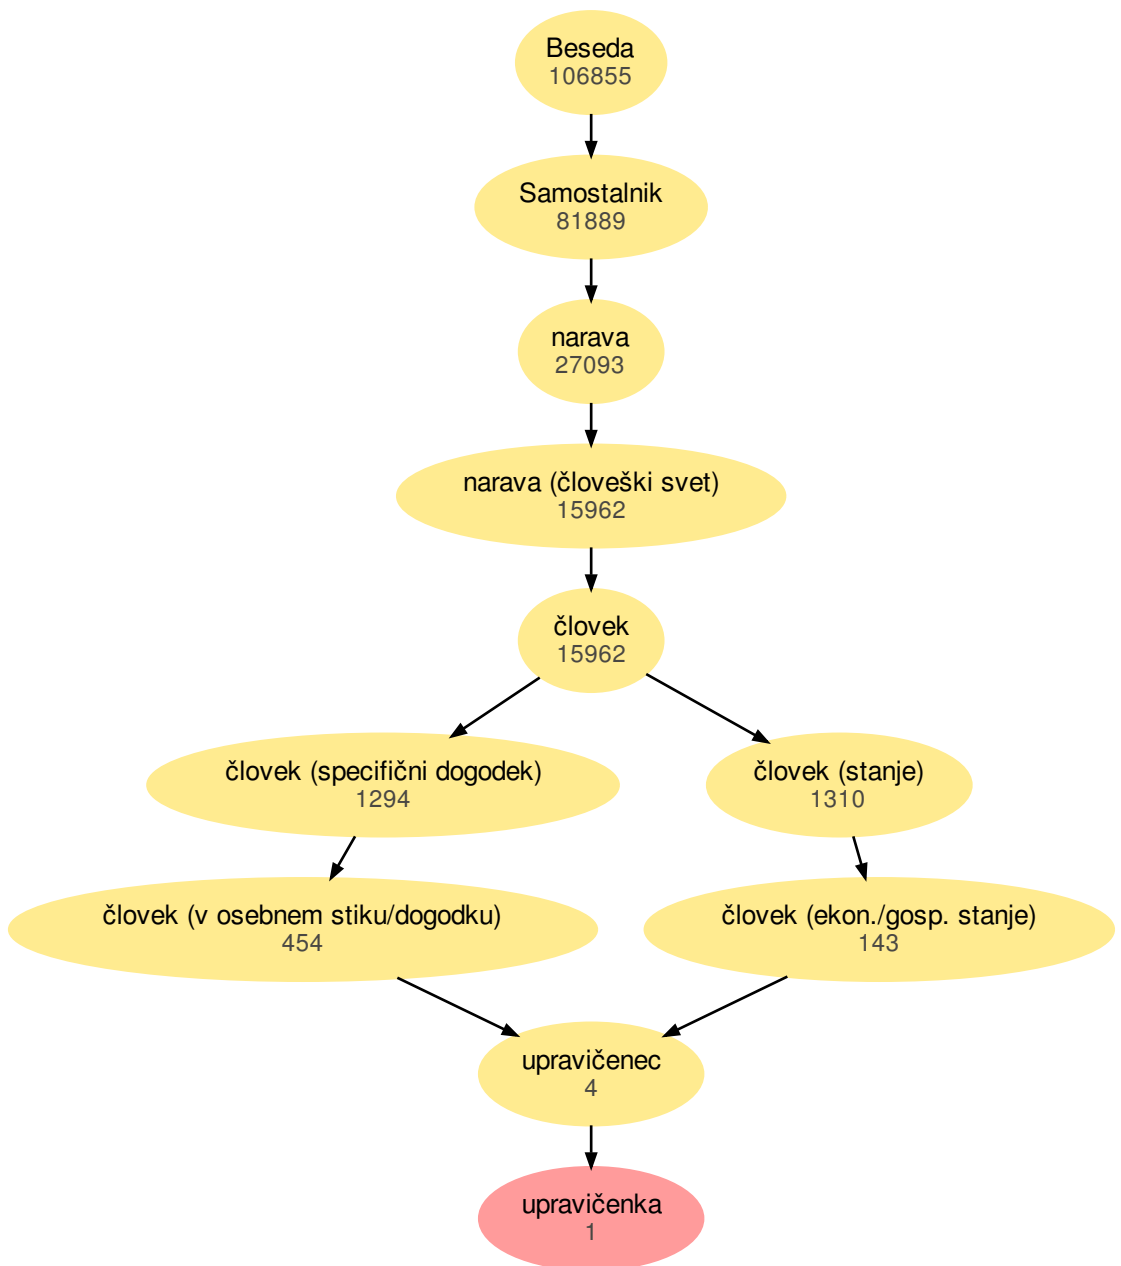 Beseda
106855
Samostalnik
81889
narava
27093
narava (človeški svet)
15962
človek
15962
človek (specifični dogodek)
1294
človek (stanje)
1310
človek (v osebnem stiku/dogodku)
454
človek (ekon./gosp. stanje)
143
upravičenec
4
upravičenka
1